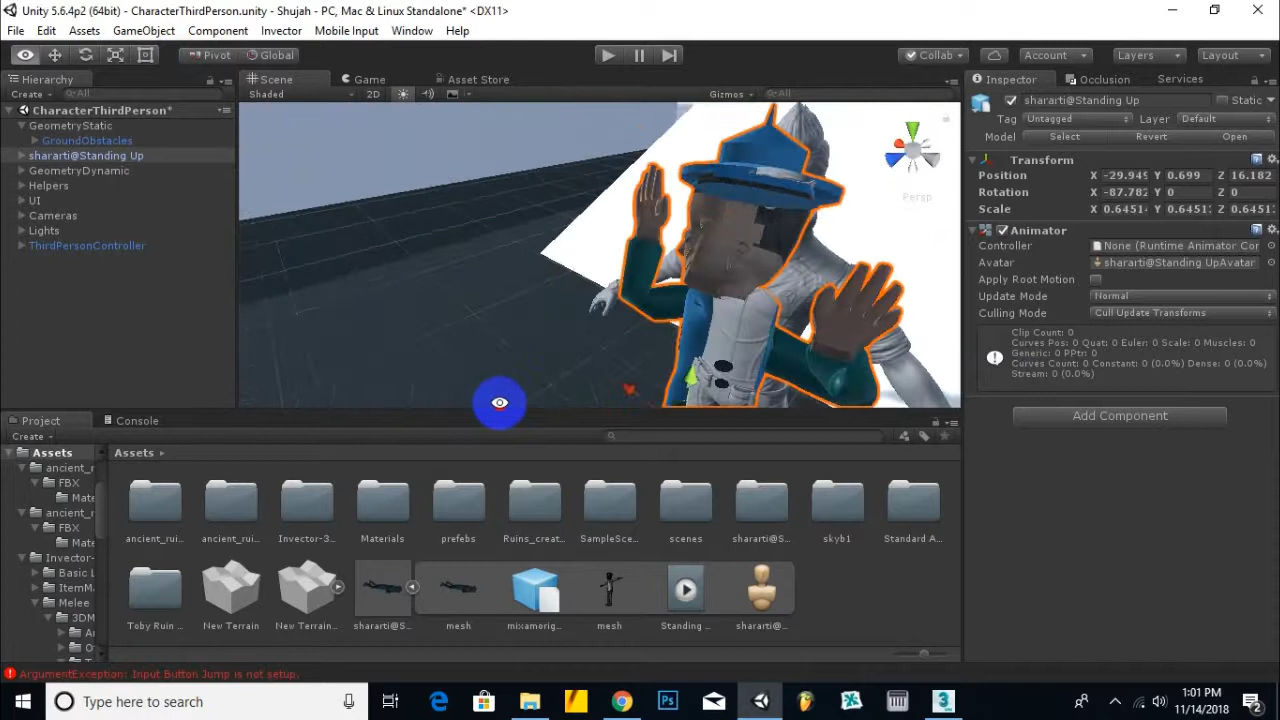 Unity 5.6.4p2 (64bit) - CharacterThirdPerson.unity - Shujah - PC, Mac & Linux Standalone* <DX11>
File Edit Assets GameObject Component Invector Mobile Input Window Help
Pivot Global Collab Account Layers Layout
Hierarchy Scene Game Asset Store Inspector Occlusion Services
Create All Shaded 2D Gizmos All
CharacterThirdPerson*
GeometryStatic
GroundObstacles
shararti@Standing Up
GeometryDynamic
Helpers
UI
Cameras
Lights
ThirdPersonController
Persp
shararti@Standing Up Static
Tag Untagged Layer Default
Model Select Revert Open
Transform
Position X -29.949 Y 0.699 Z 16.182
Rotation X -87.782 Y 0 Z 0
Scale X 0.6451 Y 0.6451 Z 0.6451
Animator
Controller None (Runtime Animator Cor
Avatar shararti@Standing UpAvatar
Apply Root Motion
Update Mode Normal
Culling Mode Cull Update Transforms
Clip Count: 0
Curves Pos: 0 Quat: 0 Euler: 0 Scale: 0 Muscles: 0
Generic: 0 PPtr: 0
Curves Count: 0 Constant: 0 (0.0%) Dense: 0 (0.0%)
Stream: 0 (0.0%)
Add Component
Project Console
Create
Assets
ancient_r
FBX
Mate
ancient_r
FBX
Mate
Invector-
Basic L
ItemM
Melee
3DM
Assets
ancient_rui... ancient_rui... Invector-3... Materials prefebs Ruins_creat... SampleSce... scenes shararti@S... skyb1 Standard A...
Toby Ruin ... New Terrain New Terrain... shararti@S... mesh mixamorig... mesh Standing ... shararti@...
ArgumentException: Input Button Jump is not setup.
Type here to search
1:01 PM
11/14/2018
2